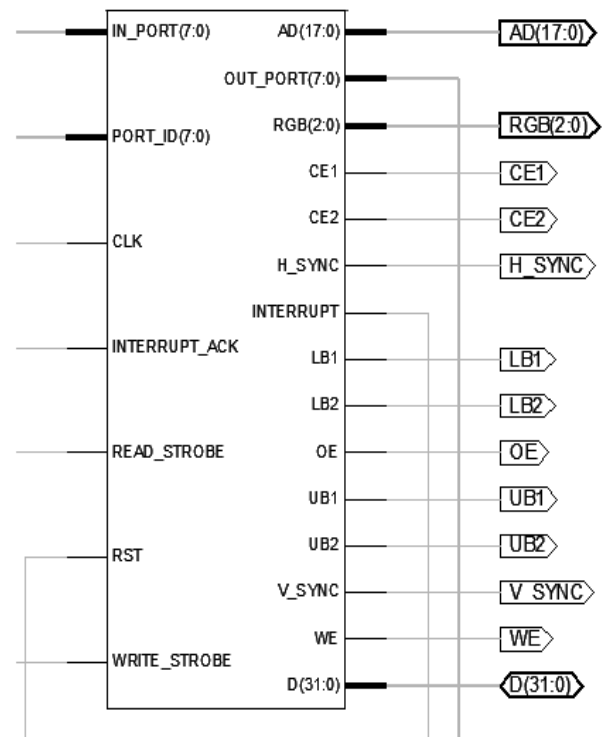 IN_PORT(7:0) AD(17:0) AD(17:0)
OUT_PORT(7:0)
RGB(2:0) RGB(2:0)
PORT_ID(7:0)
CE1 CE1
CE2 CE2
CLK
H_SYNC H_SYNC
INTERRUPT
INTERRUPT_ACK
LB1 LB1
LB2 LB2
READ_STROBE OE OE
UB1 UB1
UB2 UB2
RST
V_SYNC V_SYNC
WE WE
WRITE_STROBE
D(31:0) D(31:0)